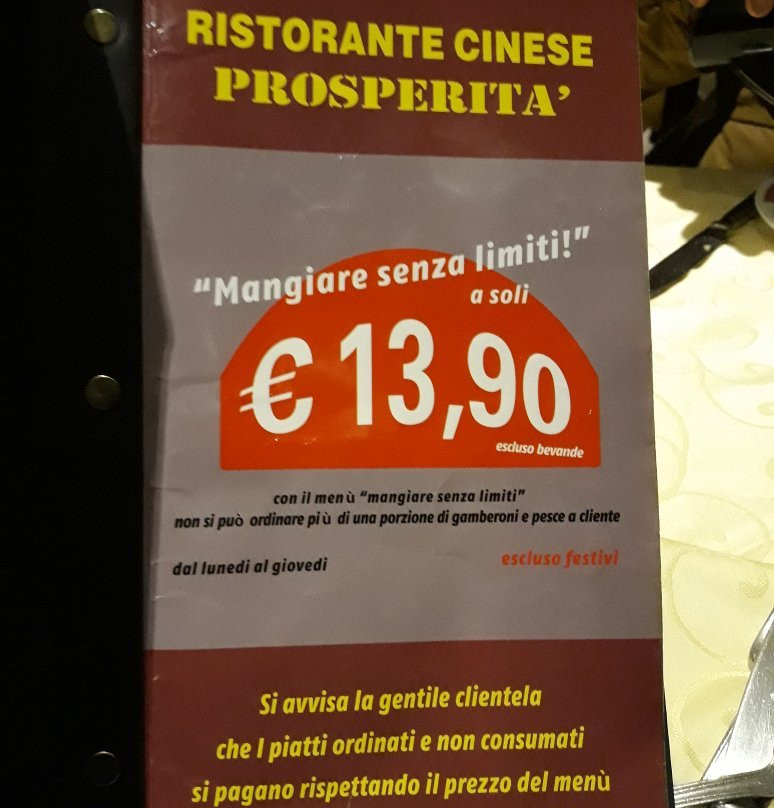 RISTORANTE CINESE
PROSPERITA'
“Mangiare senza limiti!”
a soli
€ 13,90
escluso bevande
con il menù “mangiare senza limiti”
non si può ordinare più di una porzione di gamberoni e pesce a cliente
dal lunedì al giovedì
escluso festivi
Si avvisa la gentile clientela
che I piatti ordinati e non consumati
si pagano rispettando il prezzo del menù